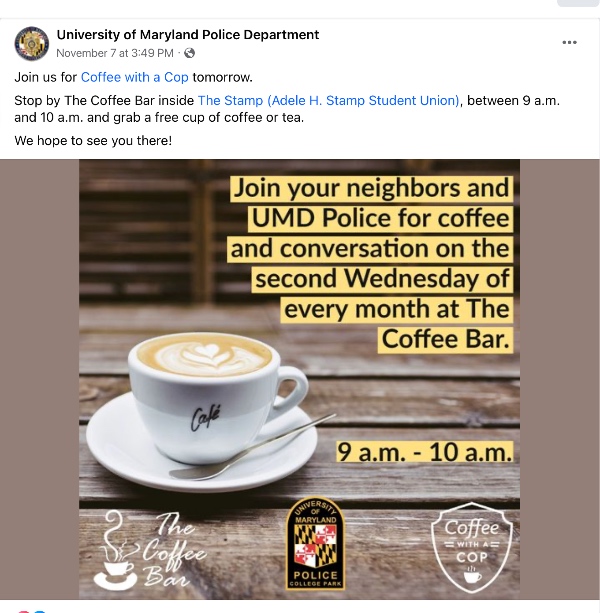 University of Maryland Police Department
November 7 at 3:49 PM ·
Join us for Coffee with a Cop tomorrow.
Stop by The Coffee Bar inside The Stamp (Adele H. Stamp Student Union), between 9 a.m.
and 10 a.m. and grab a free cup of coffee or tea.
We hope to see you there!
Join your neighbors and
UMD Police for coffee
and conversation on the
second Wednesday of
every month at The
Coffee Bar.
Café
9 a.m. - 10 a.m.
The
Coffee
Bar
UNIVERSITY
OF
MARYLAND
POLICE
COLLEGE PARK
Coffee
WITH A
COP